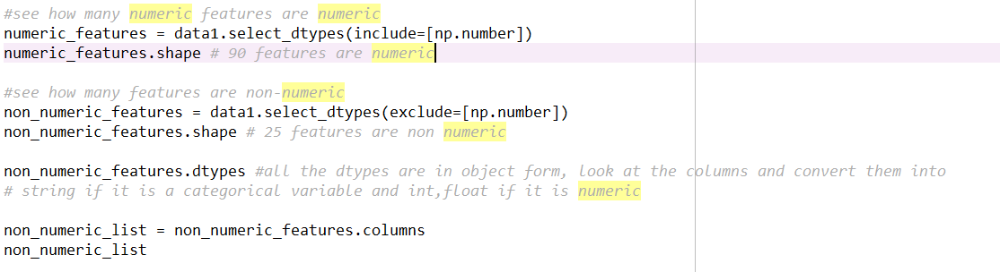 #see how many numeric features are numeric
numeric_features = data1.select_dtypes(include=[np.number])
numeric_features.shape # 90 features are numeric
#see how many features are non-numeric
non_numeric_features = data1.select_dtypes(exclude=[np.number])
non_numeric_features.shape # 25 features are non numeric
non_numeric_features.dtypes #all the dtypes are in object form, look at the columns and convert them into
# string if it is a categorical variable and int,float if it is numeric
non_numeric_list = non_numeric_features.columns
non_numeric_list